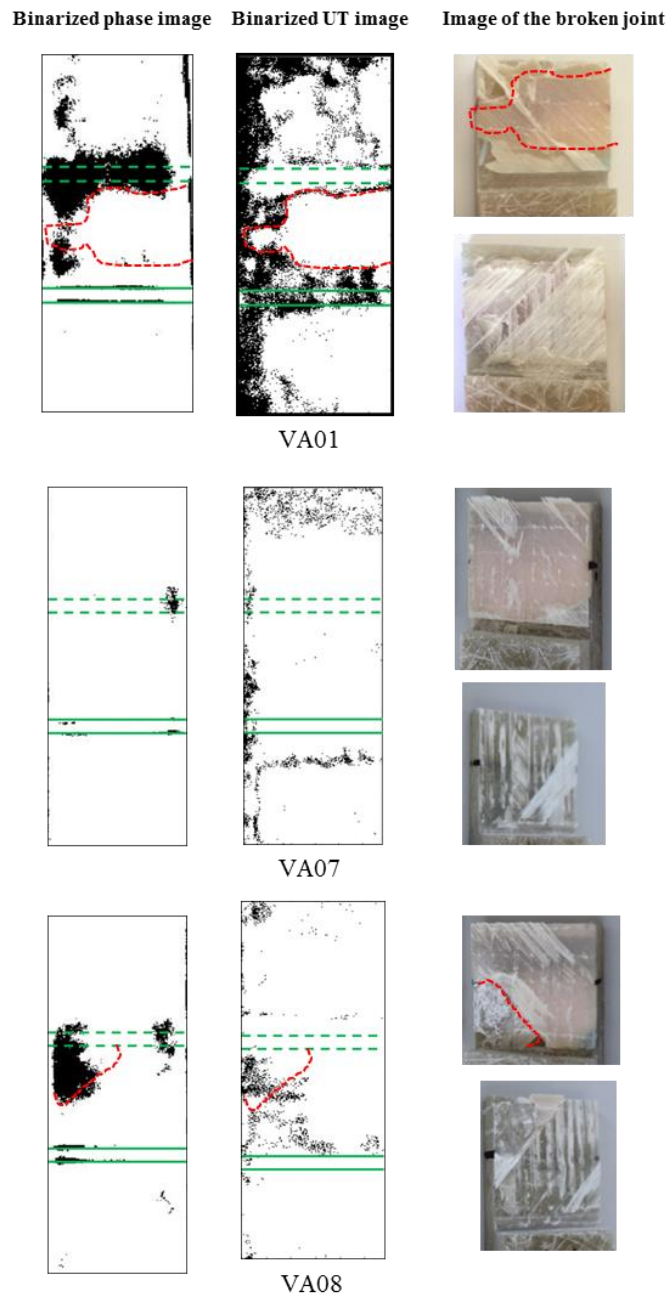 Binarized phase image Binarized UT image Image of the broken joint
VA01
VA07
VA08